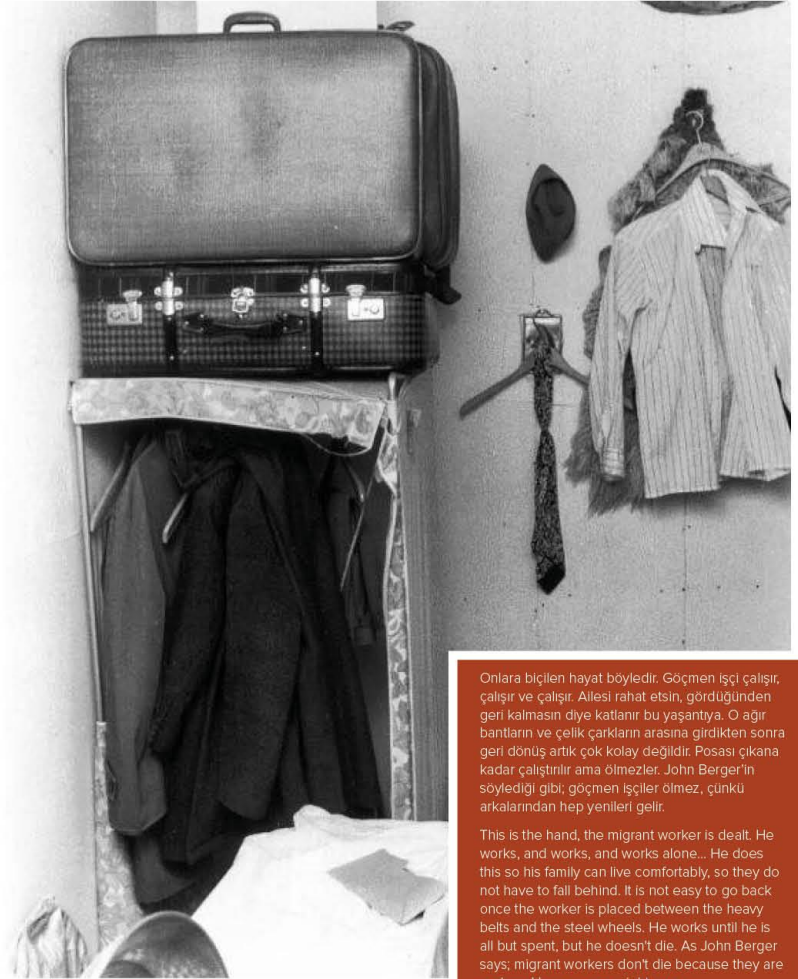 Onlara biçilen hayat böyledir. Göçmen işçi çalışır,
çalışır ve çalışır. Ailesi rahat etsin, gördüğünden
geri kalmasın diye katlanır bu yaşantıya. O ağır
bantların ve çelik çarkların arasına girdikten sonra
geri dönüş artık çok kolay değildir. Posası çıkana
kadar çalıştırılır ama ölmezler. John Berger’in
söylediği gibi; göçmen işçiler ölmez, çünkü
arkalarından hep yenileri gelir.
This is the hand, the migrant worker is dealt. He
works, and works, and works alone... He does
this so his family can live comfortably, so they do
not have to fall behind. It is not easy to go back
once the worker is placed between the heavy
belts and the steel wheels. He works until he is
all but spent, but he doesn't die. As John Berger
says; migrant workers don't die because they are